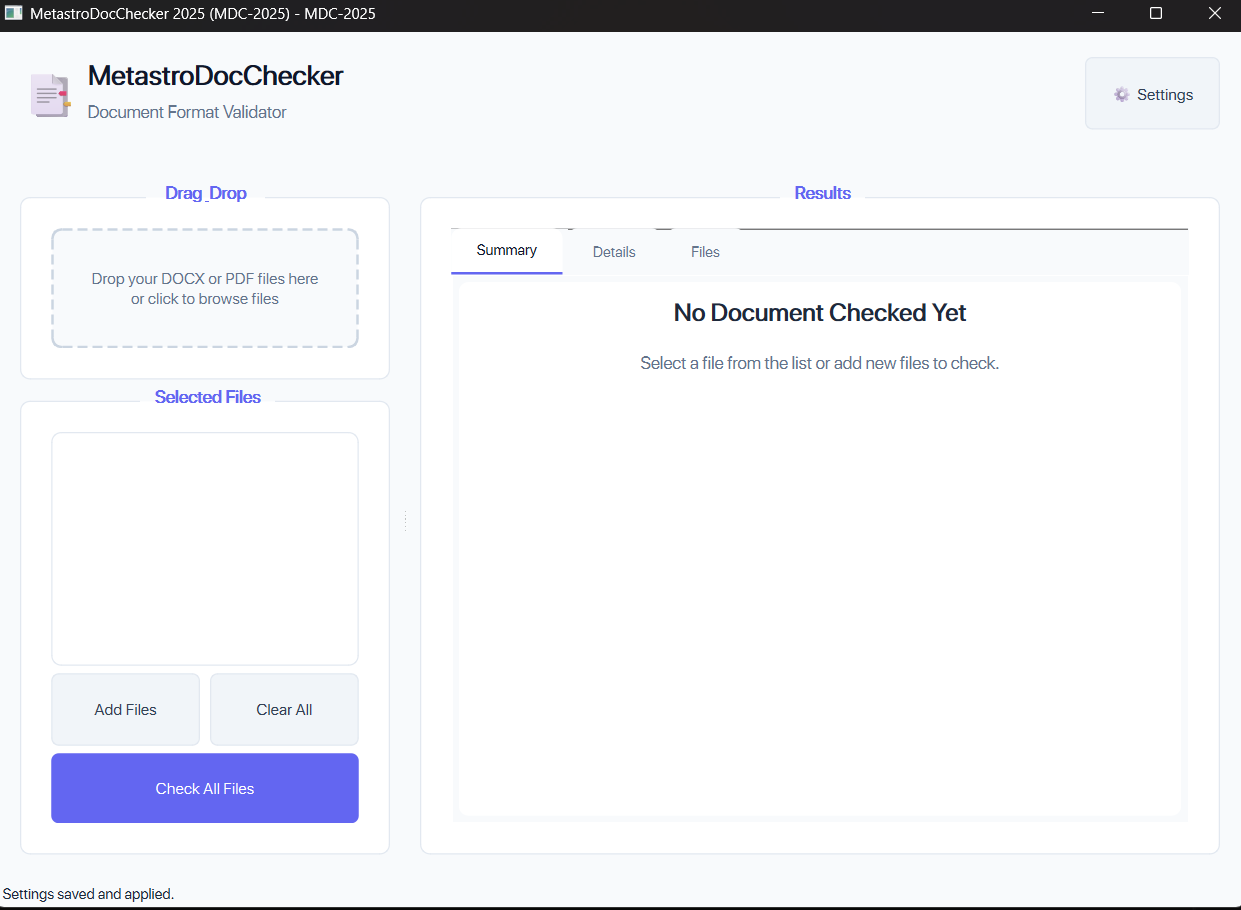 MetastroDocChecker 2025 (MDC-2025) - MDC-2025
MetastroDocChecker
Document Format Validator
Settings
Drag_Drop
Drop your DOCX or PDF files here
or click to browse files
Selected Files
Add Files
Clear All
Check All Files
Results
Summary
Details
Files
No Document Checked Yet
Select a file from the list or add new files to check.
Settings saved and applied.